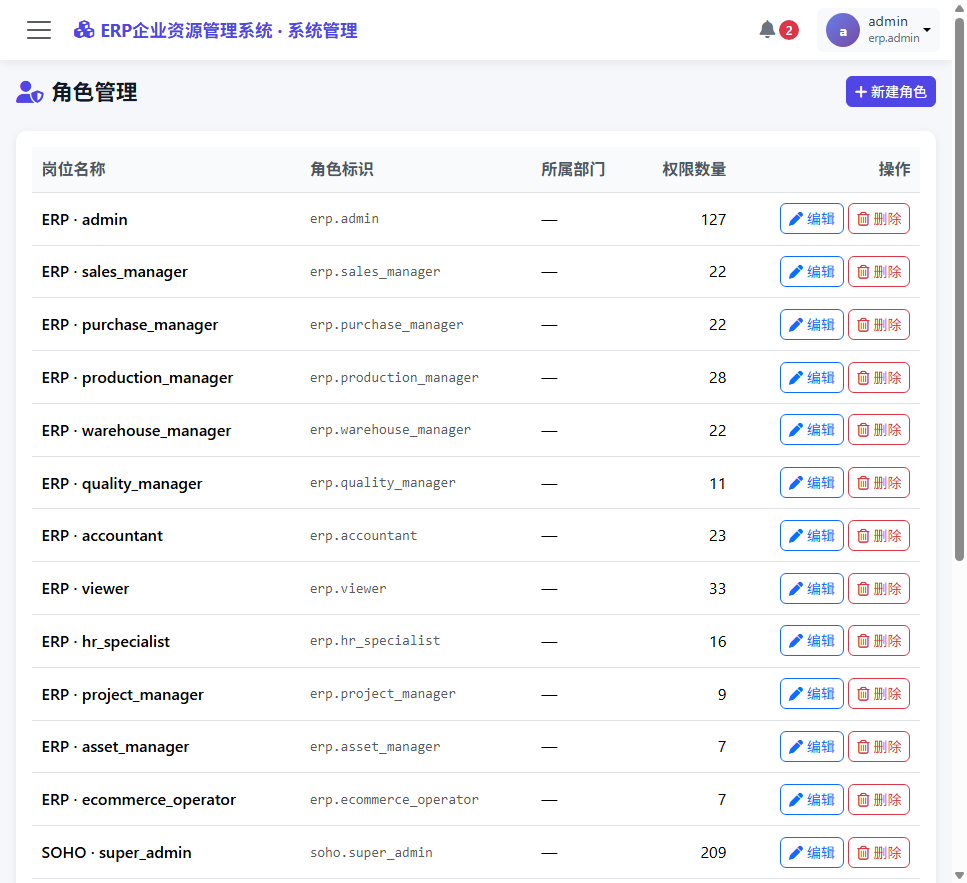 ERP企业资源管理系统 · 系统管理
2
a
admin
erp.admin
角色管理
新建角色
岗位名称 角色标识 所属部门 权限数量 操作
ERP · admin erp.admin — 127 编辑 删除
ERP · sales_manager erp.sales_manager — 22 编辑 删除
ERP · purchase_manager erp.purchase_manager — 22 编辑 删除
ERP · production_manager erp.production_manager — 28 编辑 删除
ERP · warehouse_manager erp.warehouse_manager — 22 编辑 删除
ERP · quality_manager erp.quality_manager — 11 编辑 删除
ERP · accountant erp.accountant — 23 编辑 删除
ERP · viewer erp.viewer — 33 编辑 删除
ERP · hr_specialist erp.hr_specialist — 16 编辑 删除
ERP · project_manager erp.project_manager — 9 编辑 删除
ERP · asset_manager erp.asset_manager — 7 编辑 删除
ERP · ecommerce_operator erp.ecommerce_operator — 7 编辑 删除
SOHO · super_admin soho.super_admin — 209 编辑 删除